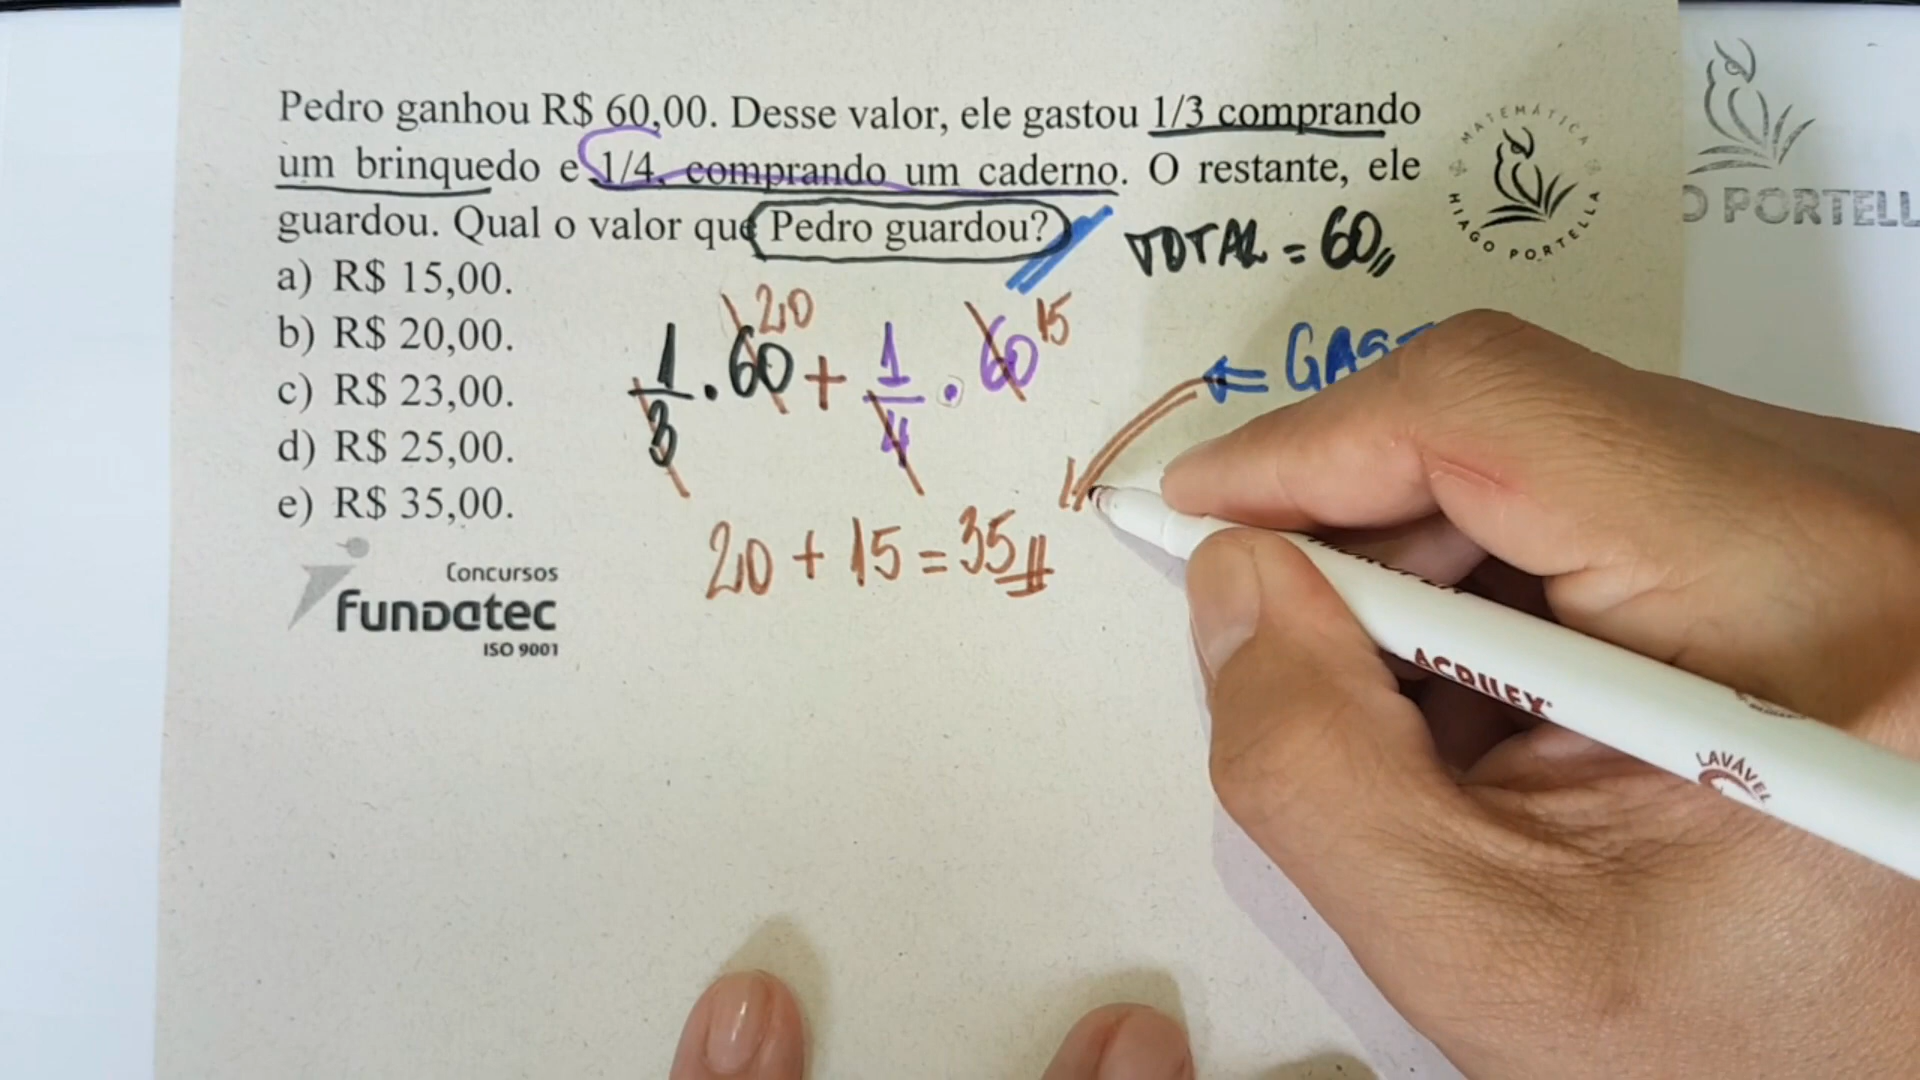 Pedro ganhou R$ 60,00. Desse valor, ele gastou 1/3 comprando
um brinquedo e 1/4, comprando um caderno. O restante, ele
guardou. Qual o valor que Pedro guardou?
TOTAL = 60
a) R$ 15,00.
b) R$ 20,00.
c) R$ 23,00.
d) R$ 25,00.
e) R$ 35,00.
20
15
1/3 . 60 + 1/4 . 60
⇐ GAS
20 + 15 = 35
Concursos
Fundatec
ISO 9001
MATEMÁTICA
HIAGO PORTELLA
O PORTELL
ACRILEX
LAVÁVEL